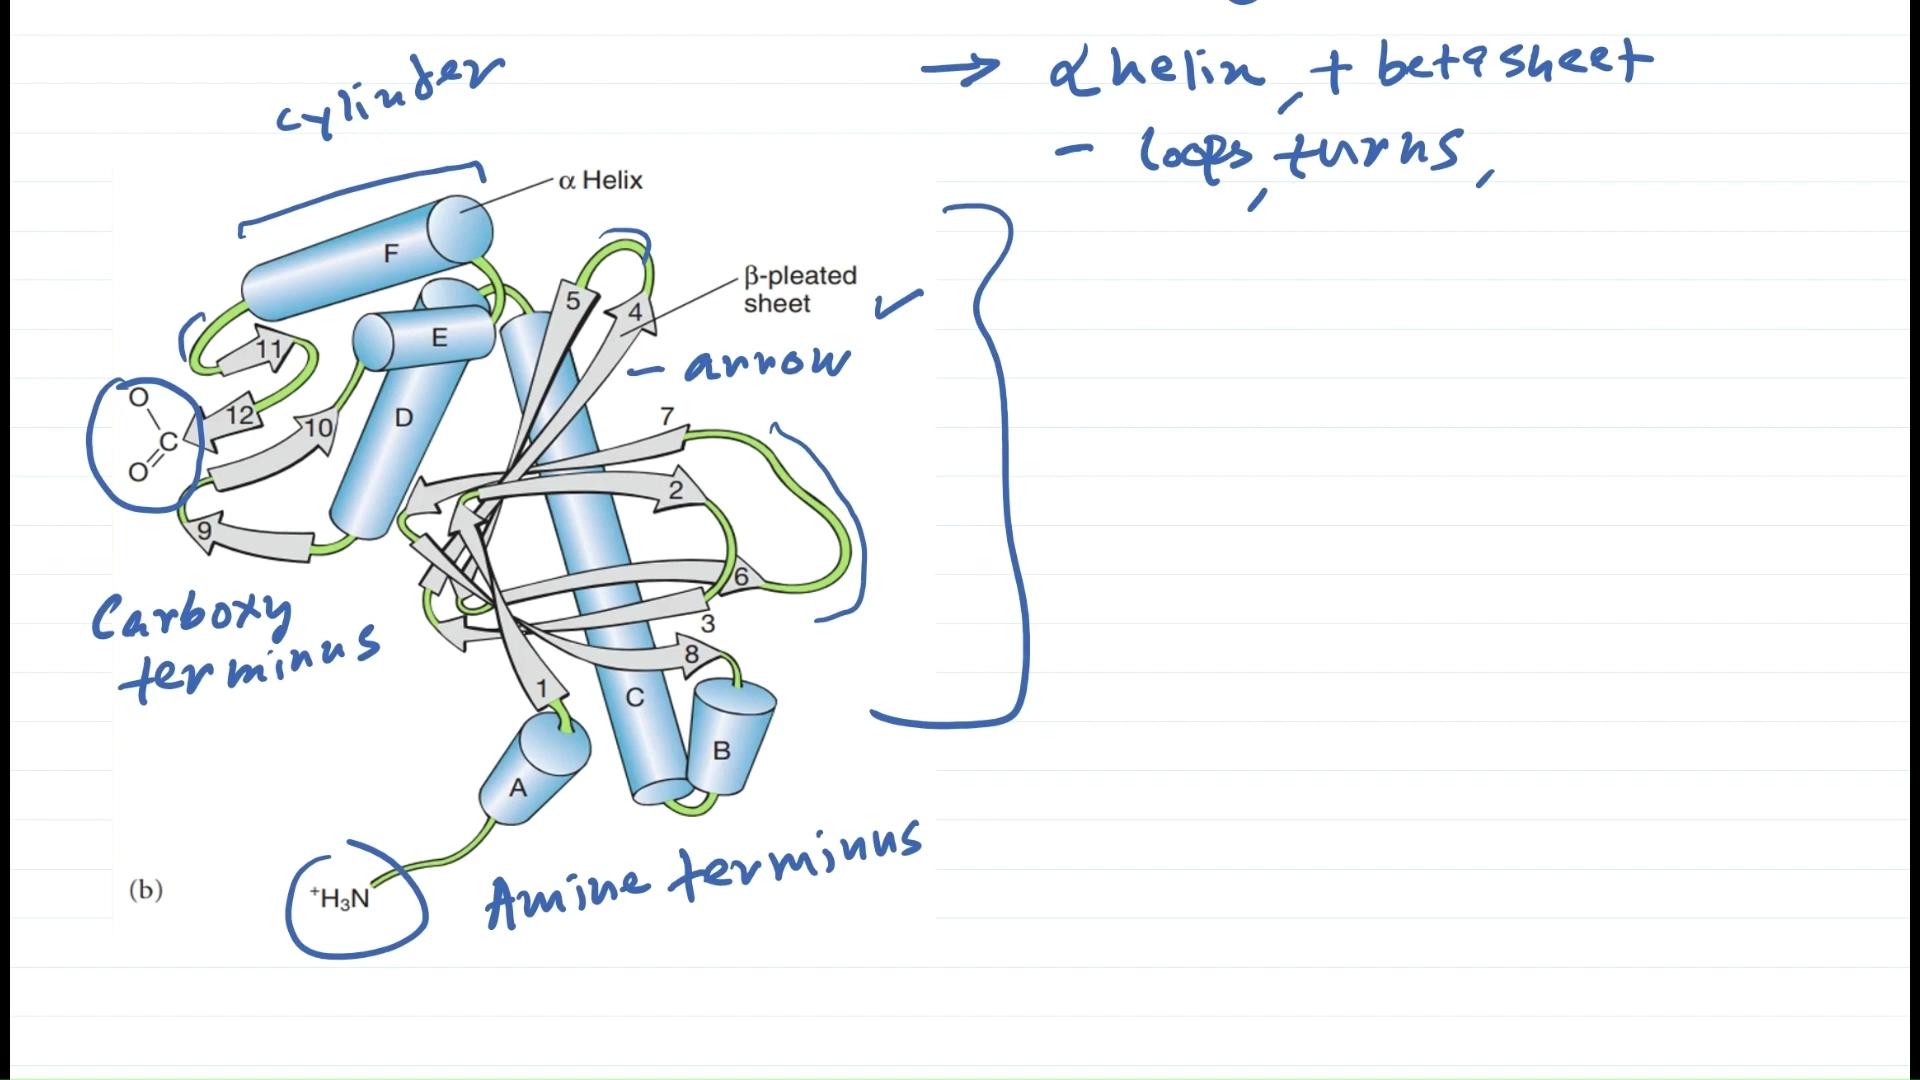 → α helix, + beta sheet
- loops, turns,
cylinder
α Helix
F
β-pleated
sheet
5
4
E
11
- arrow
O
12
10
D
7
C
O
2
9
6
Carboxy
terminus
3
8
1
C
B
A
Amine terminus
(b)
⁺H₃N